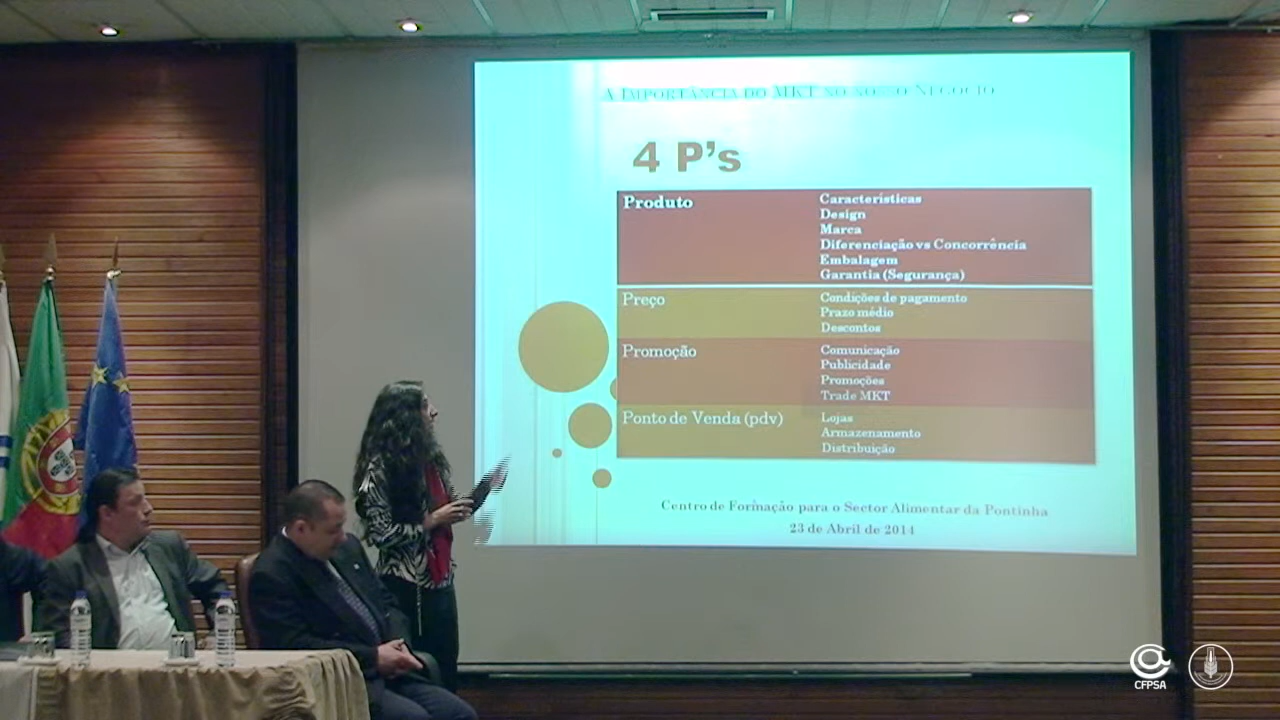 A IMPORTÂNCIA DO MKT NO NOSSO NEGÓCIO
4 P's
Produto
Características
Design
Marca
Diferenciação vs Concorrência
Embalagem
Garantia (Segurança)
Preço
Condições de pagamento
Prazo médio
Descontos
Promoção
Comunicação
Publicidade
Promoções
Trade MKT
Ponto de Venda (pdv)
Lojas
Armazenamento
Distribuição
Centro de Formação para o Sector Alimentar da Pontinha
23 de Abril de 2014
CFPSA